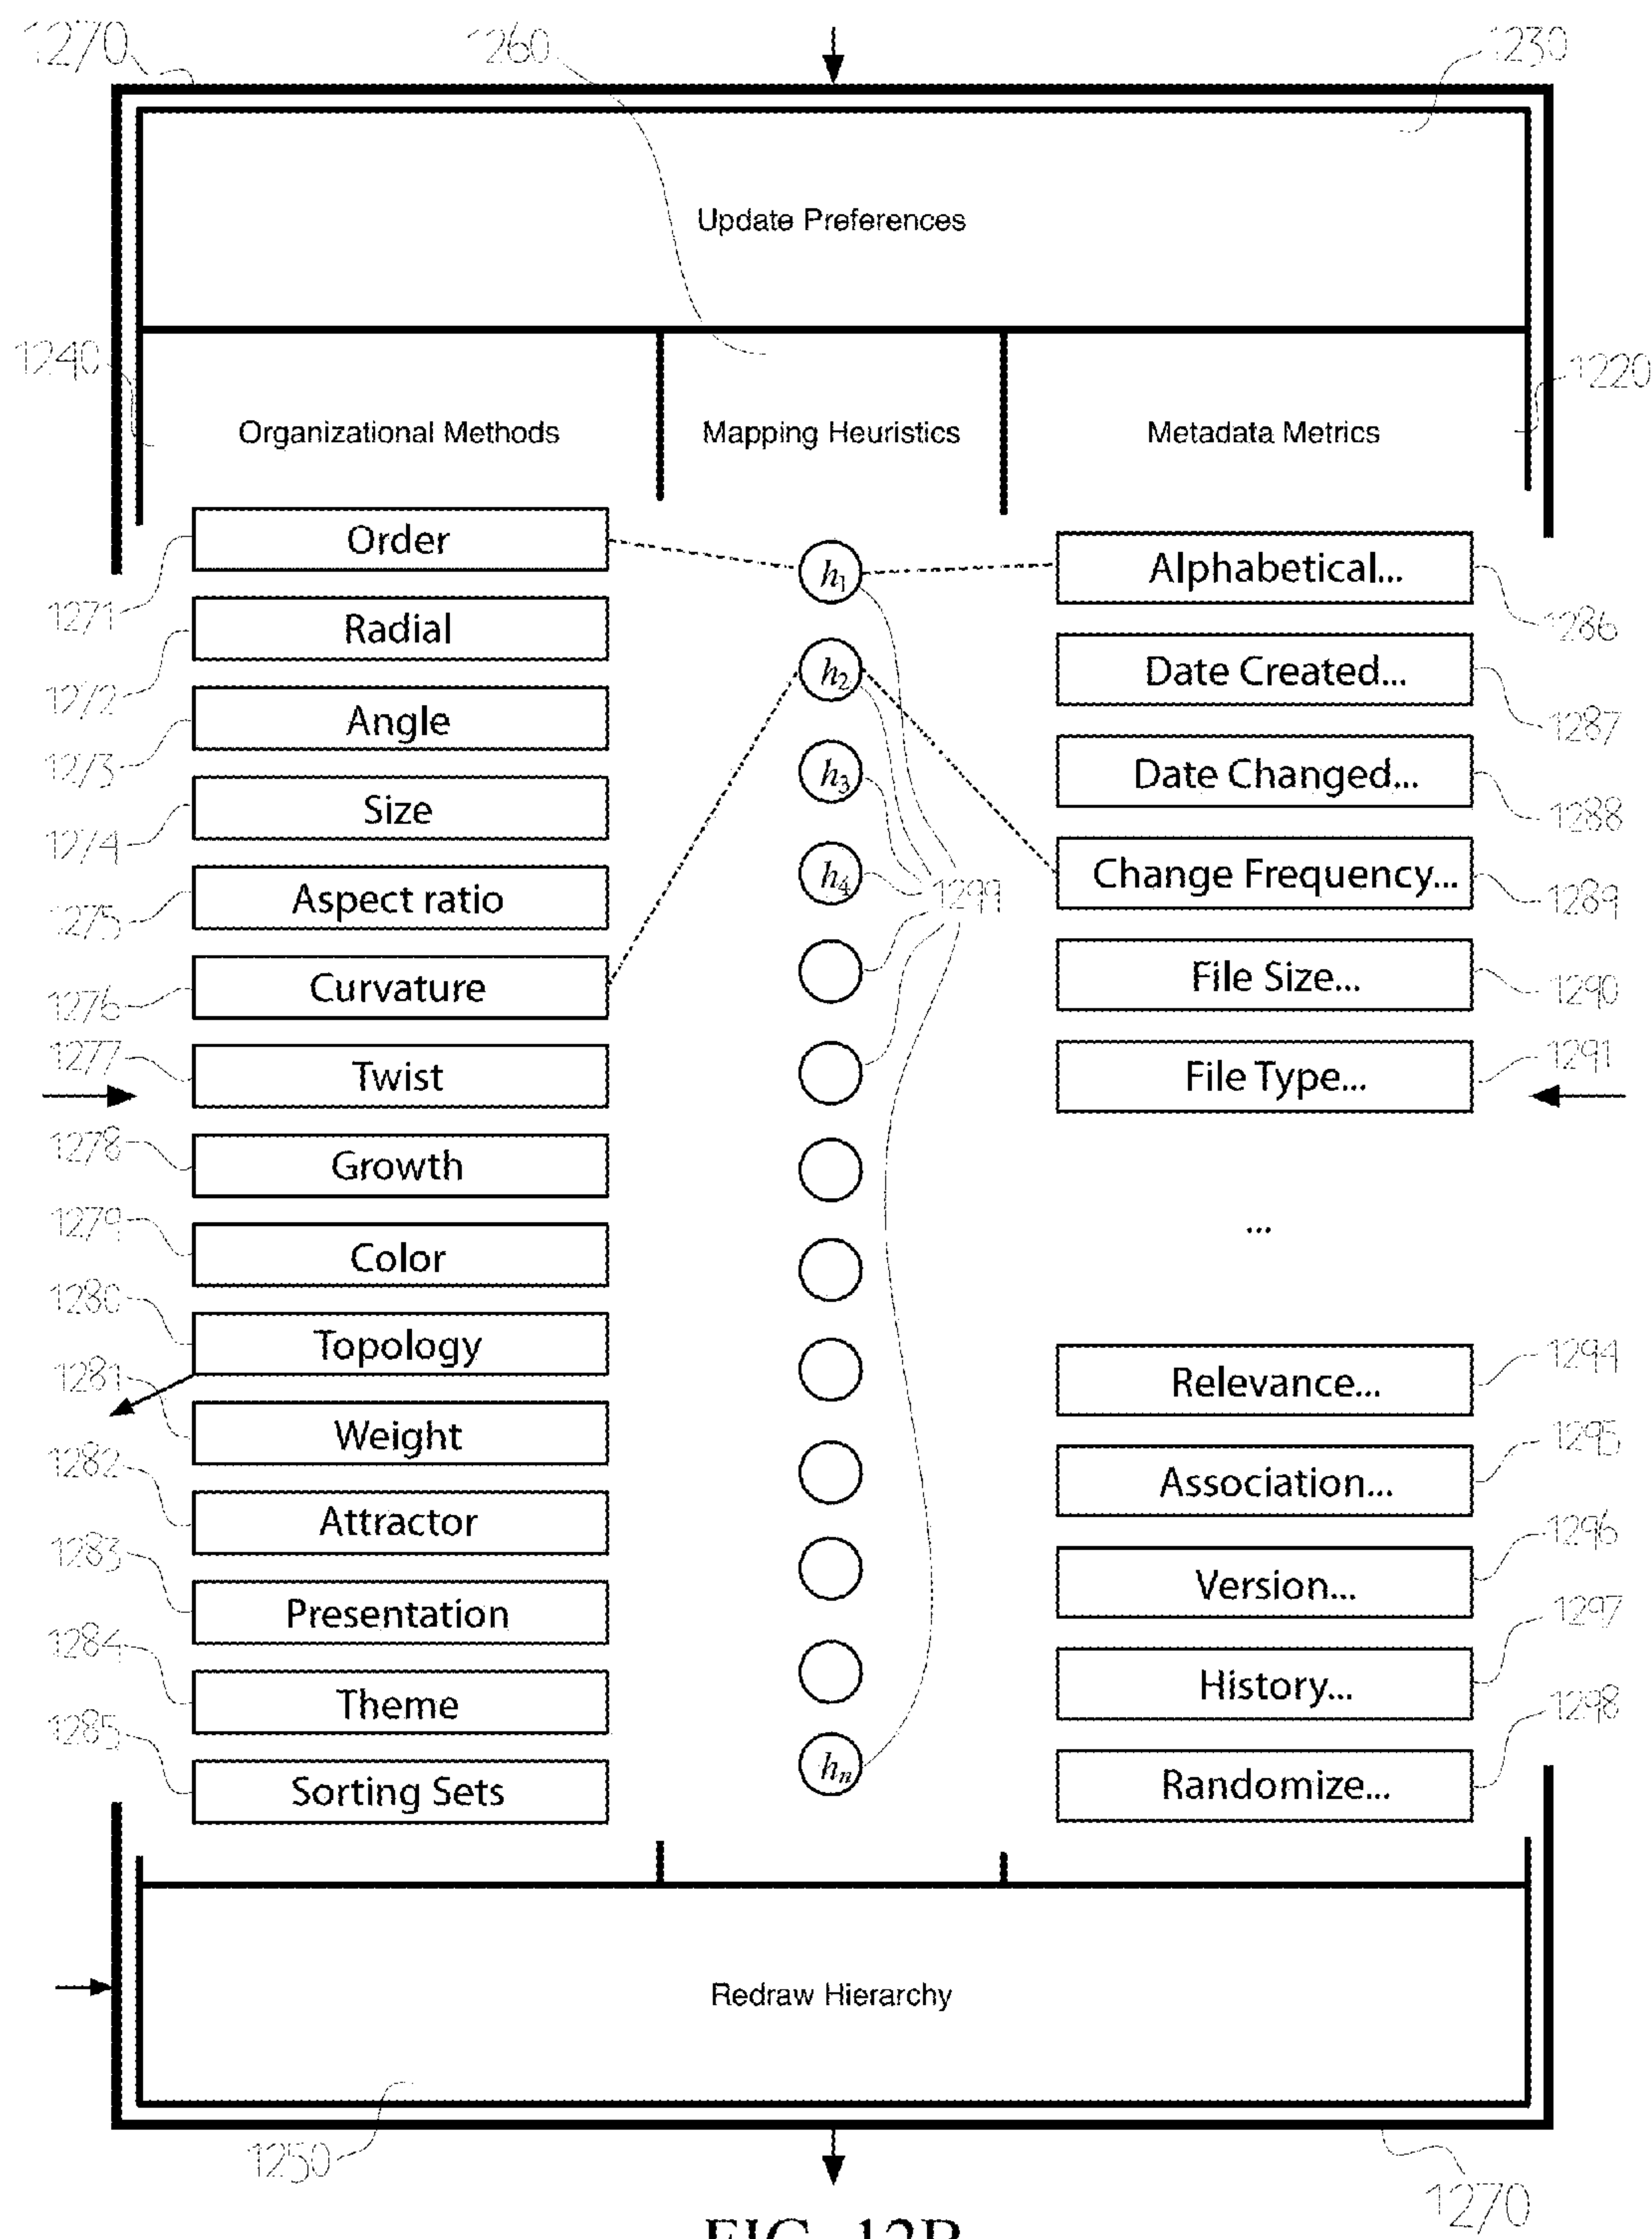 1270 1260 1230
Update Preferences
1240 1220
Organizational Methods Mapping Heuristics Metadata Metrics
Order
1271
Radial
1272
Angle
1273
Size
1274
Aspect ratio
1275
Curvature
1276
1277
Twist
1278
Growth
1279
Color
1280
Topology
1281
Weight
1282
Attractor
1283
Presentation
1284
Theme
1285
Sorting Sets
h1
h2
h3
h4
1299
hn
Alphabetical...
1286
Date Created...
1287
Date Changed...
1288
Change Frequency...
1289
File Size...
1290
1291
File Type...
...
1294
Relevance...
1295
Association...
1296
Version...
1297
History...
1298
Randomize...
Redraw Hierarchy
1250 1270
FIG. 12B